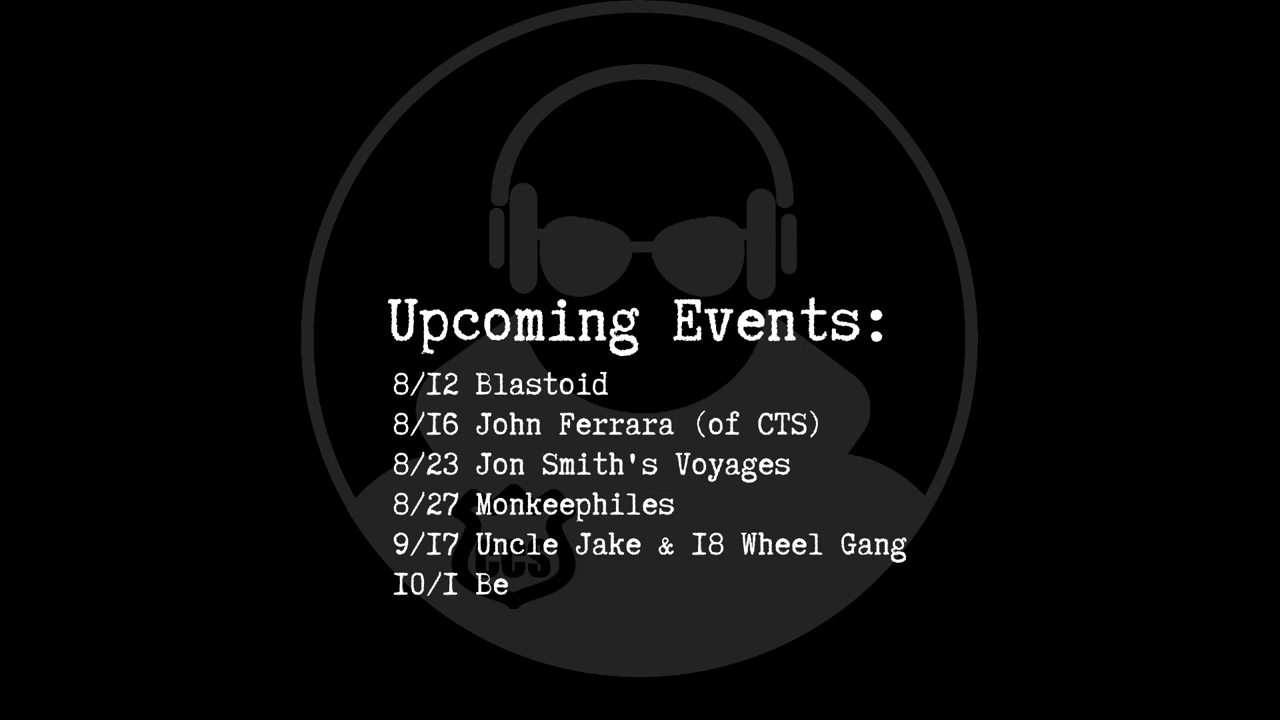 Upcoming Events:
8/12 Blastoid
8/16 John Ferrara (of CTS)
8/23 Jon Smith's Voyages
8/27 Monkeephiles
9/17 Uncle Jake & 18 Wheel Gang
10/1 Be
CCS